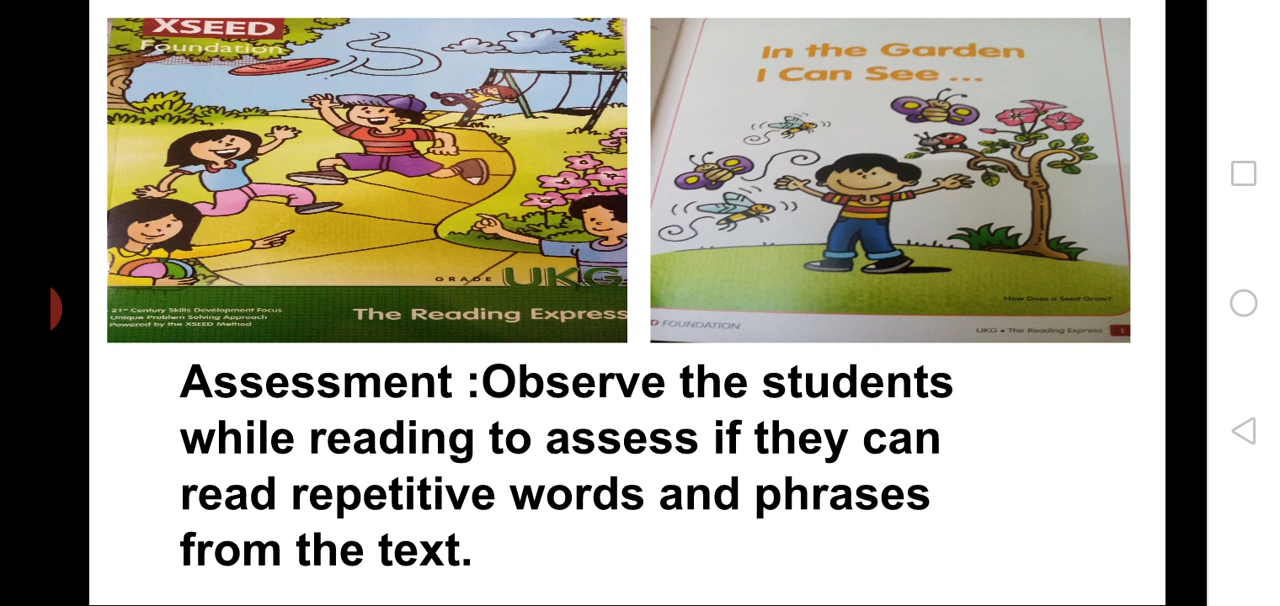 XSEED
Foundation
GRADE UKG
21st Century Skills Development Focus
Unique Problem Solving Approach
Powered by the XSEED Method
The Reading Express
In the Garden
I Can See ...
How Does a Seed Grow?
D FOUNDATION
UKG • The Reading Express 1
Assessment :Observe the students
while reading to assess if they can
read repetitive words and phrases
from the text.